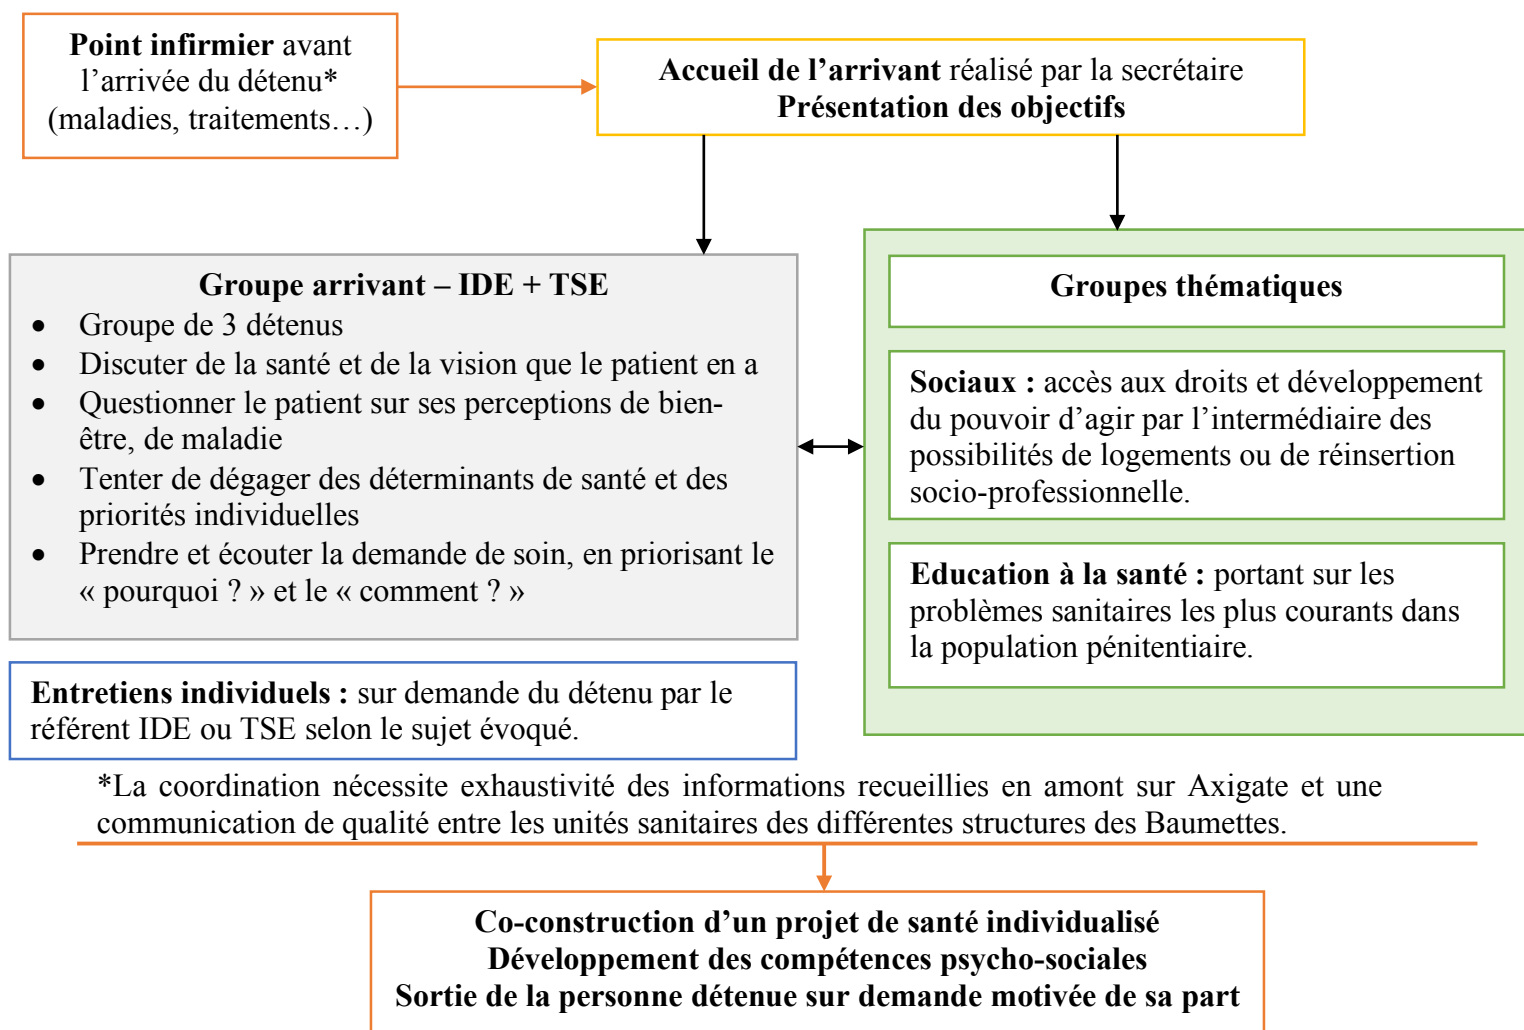 Point infirmier avant
l’arrivée du détenu*
(maladies, traitements…)
Accueil de l’arrivant réalisé par la secrétaire
Présentation des objectifs
Groupe arrivant – IDE + TSE
• Groupe de 3 détenus
• Discuter de la santé et de la vision que le patient en a
• Questionner le patient sur ses perceptions de bien-
être, de maladie
• Tenter de dégager des déterminants de santé et des
priorités individuelles
• Prendre et écouter la demande de soin, en priorisant le
« pourquoi ? » et le « comment ? »
Groupes thématiques
Sociaux : accès aux droits et développement
du pouvoir d’agir par l’intermédiaire des
possibilités de logements ou de réinsertion
socio-professionnelle.
Education à la santé : portant sur les
problèmes sanitaires les plus courants dans
la population pénitentiaire.
Entretiens individuels : sur demande du détenu par le
référent IDE ou TSE selon le sujet évoqué.
*La coordination nécessite exhaustivité des informations recueillies en amont sur Axigate et une
communication de qualité entre les unités sanitaires des différentes structures des Baumettes.
Co-construction d’un projet de santé individualisé
Développement des compétences psycho-sociales
Sortie de la personne détenue sur demande motivée de sa part